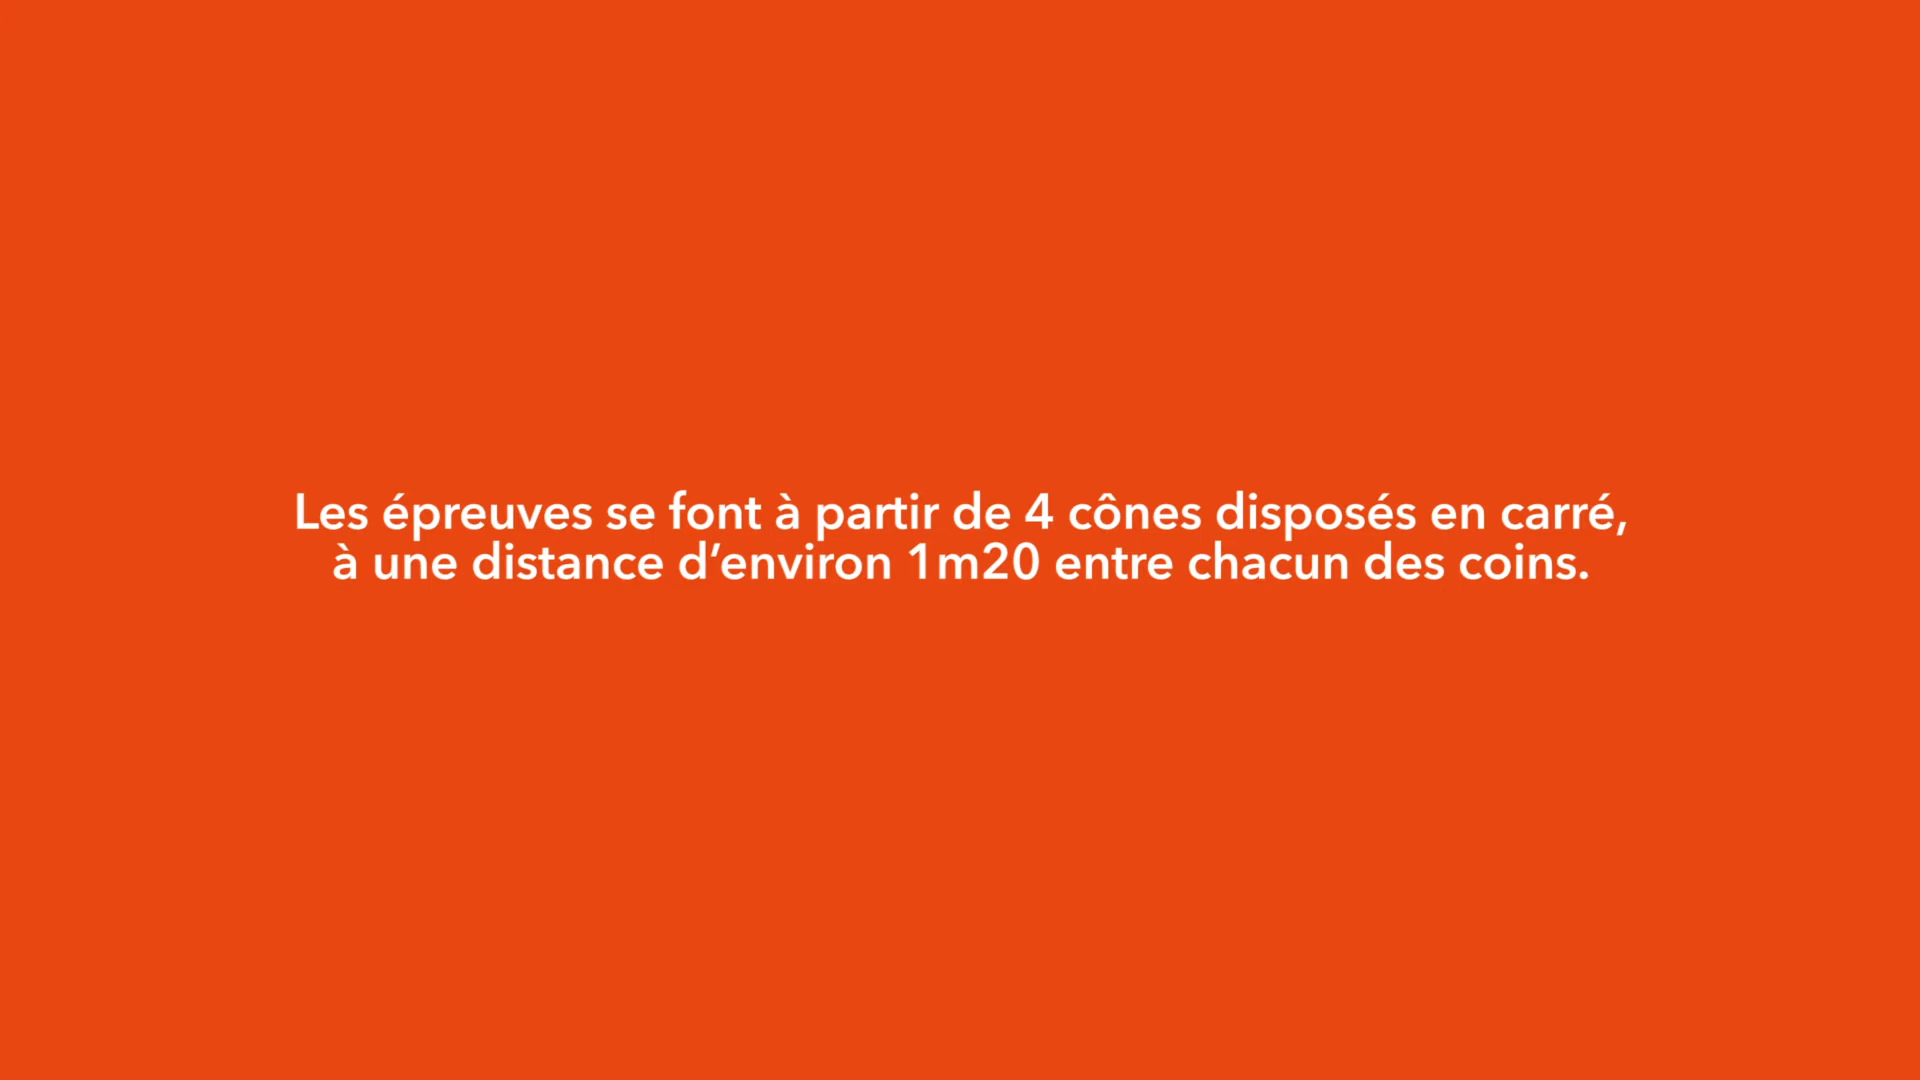 Les épreuves se font à partir de 4 cônes disposés en carré,
à une distance d’environ 1m20 entre chacun des coins.